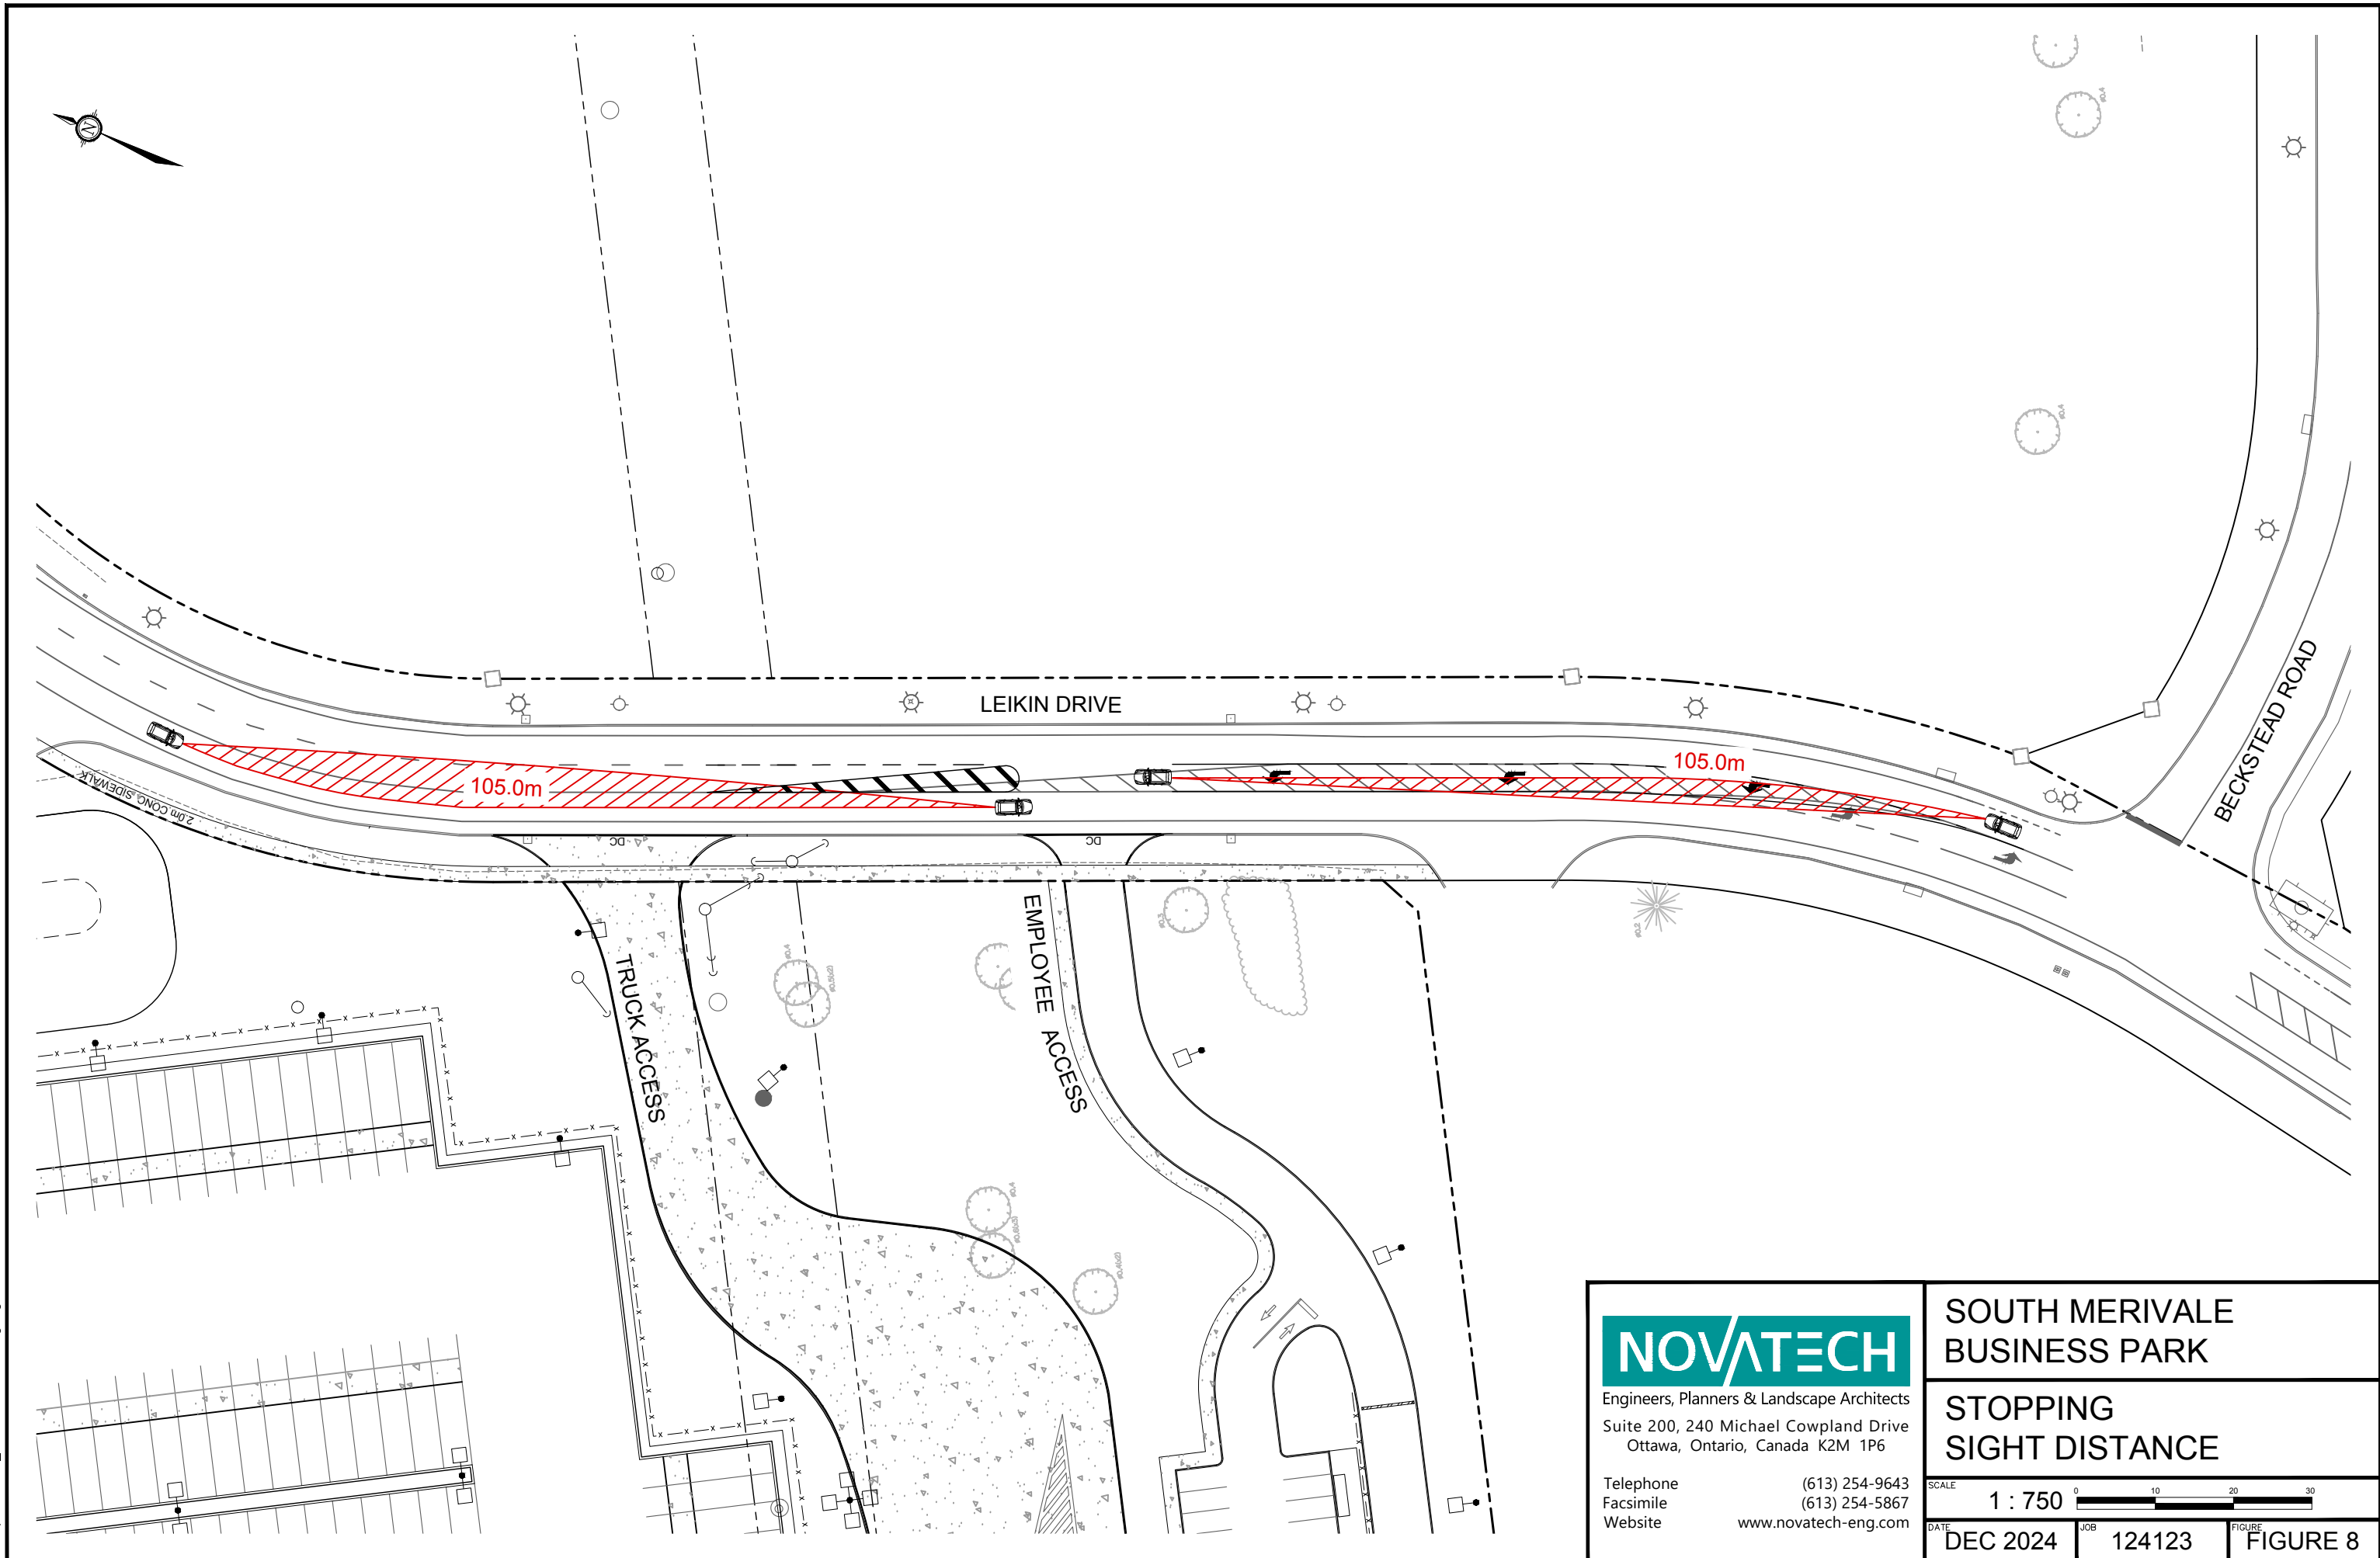 N
LEIKIN DRIVE
BECKSTEAD ROAD
105.0m
105.0m
2.0m CONC. SIDEWALK
DC
DC
TRUCK ACCESS
EMPLOYEE ACCESS
NOVATECH
Engineers, Planners & Landscape Architects
Suite 200, 240 Michael Cowpland Drive
Ottawa, Ontario, Canada K2M 1P6
Telephone (613) 254-9643
Facsimile (613) 254-5867
Website www.novatech-eng.com
SOUTH MERIVALE
BUSINESS PARK
STOPPING
SIGHT DISTANCE
SCALE
1 : 750
0 10 20 30
DATE
DEC 2024
JOB
124123
FIGURE
FIGURE 8